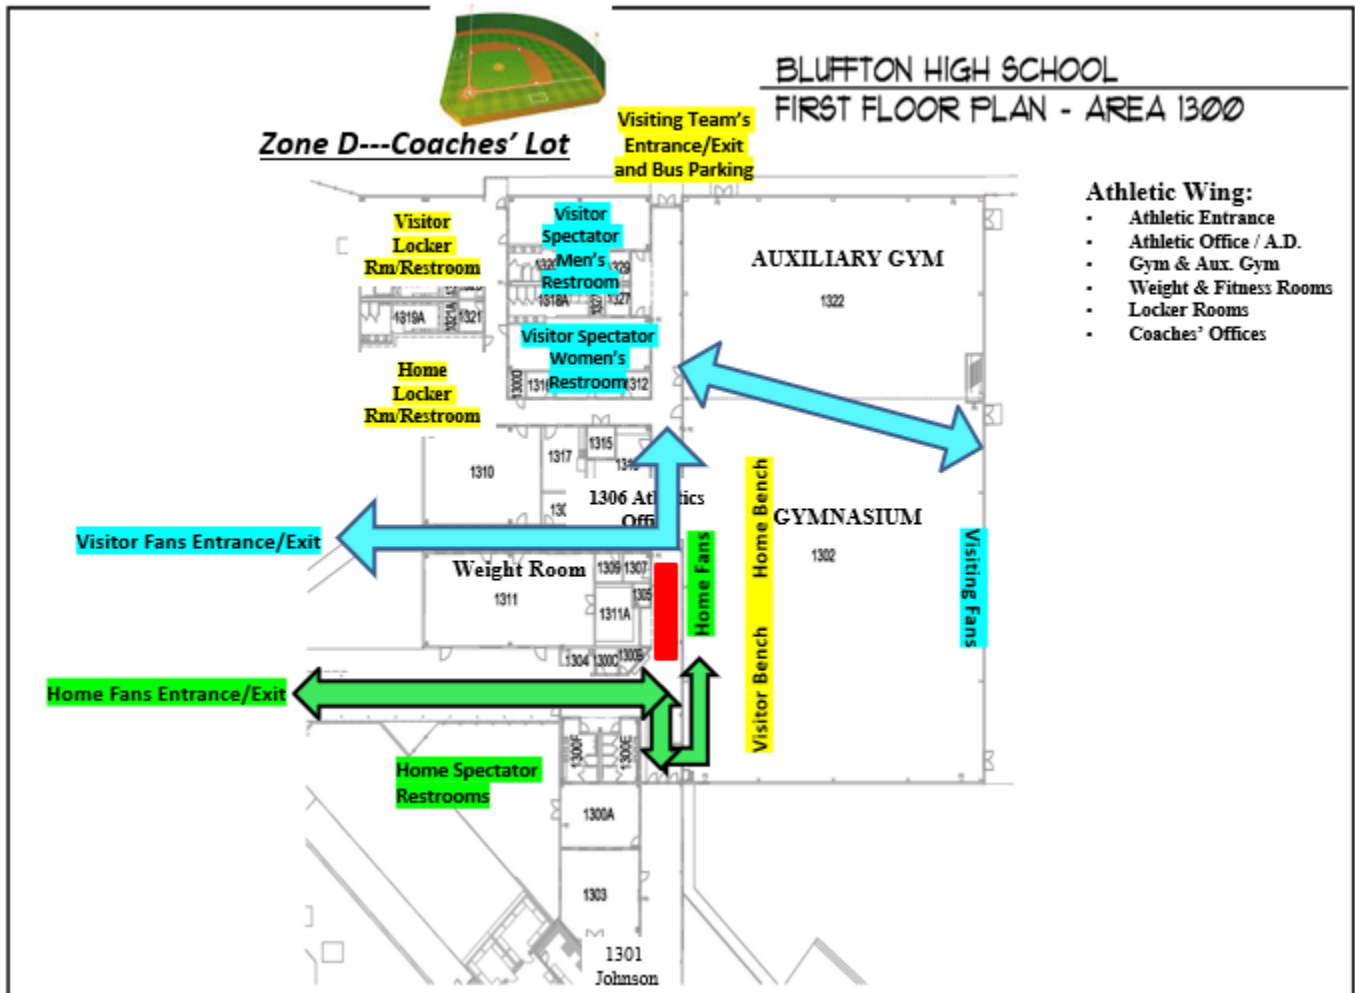 BLUFFTON HIGH SCHOOL
FIRST FLOOR PLAN - AREA 1300
Zone D---Coaches' Lot
Visiting Team's
Entrance/Exit
and Bus Parking
Athletic Wing:
▪ Athletic Entrance
▪ Athletic Office / A.D.
▪ Gym & Aux. Gym
▪ Weight & Fitness Rooms
▪ Locker Rooms
▪ Coaches' Offices
Visitor
Locker
Rm/Restroom
Visitor
Spectator
Men's
Restroom
1318A
1327
AUXILIARY GYM
1322
1319A
1321A
1321
Visitor Spectator
Women's
Restroom
1300D
1312
Home
Locker
Rm/Restroom
1310
1317
1315
1306
Visitor Fans Entrance/Exit
Home Fans
Home Bench
Visitor Bench
GYMNASIUM
1302
Visiting Fans
Weight Room
1311
1309
1307
1305
1311A
1304
1300C
1300B
Home Fans Entrance/Exit
1300F
1300E
Home Spectator
Restrooms
1300A
1303
1301
Johnson